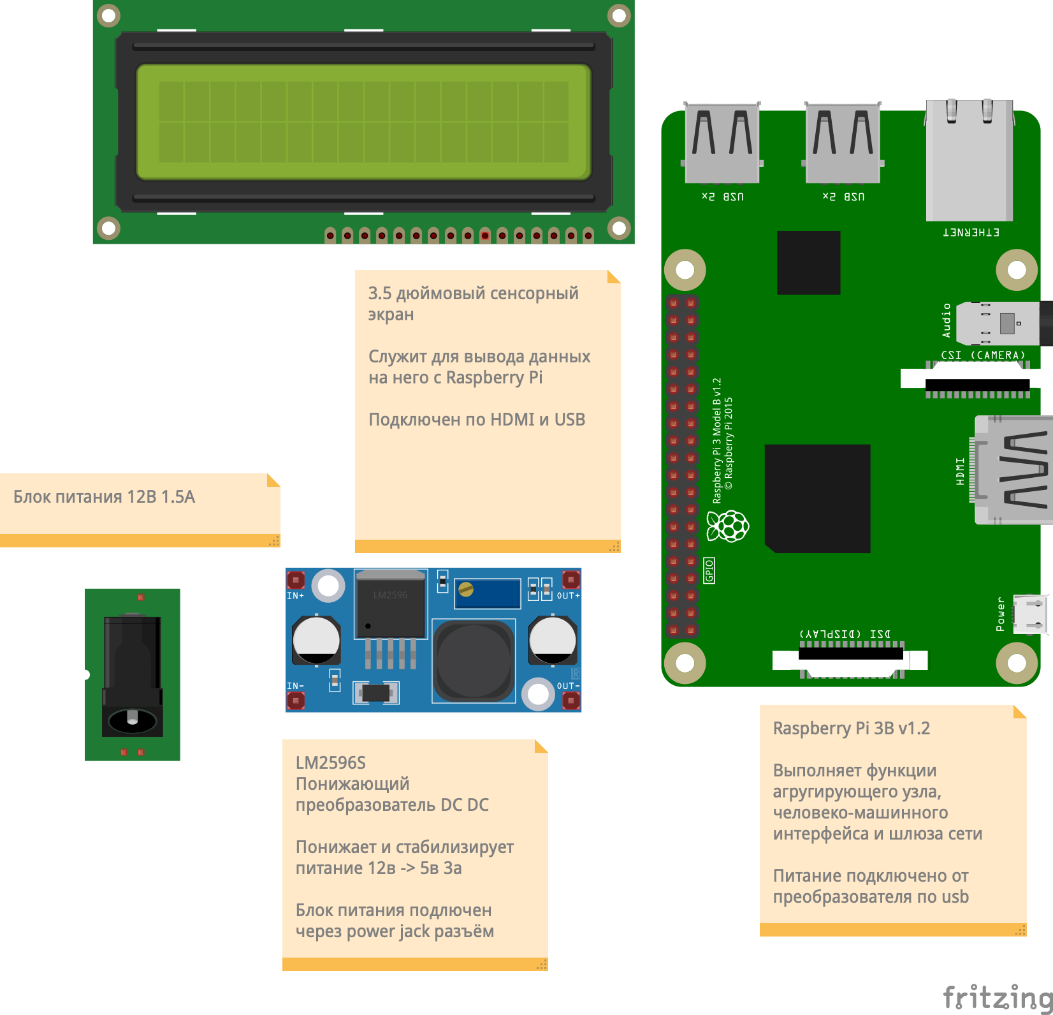 USB 2x
USB 2x
ETHERNET
Audio
CSI (CAMERA)
3.5 дюймовый сенсорный
экран
Служит для вывода данных
на него с Raspberry Pi
Подключен по HDMI и USB
Raspberry Pi 3 Model B v1.2
© Raspberry Pi 2015
HDMI
GPIO
Power
DSI (DISPLAY)
Блок питания 12В 1.5А
IN+
LM2596
OUT+
IN-
OUT-
LM2596S
Понижающий
преобразователь DC DC
Понижает и стабилизирует
питание 12в -> 5в 3а
Блок питания подлючен
через power jack разъём
Raspberry Pi 3B v1.2
Выполняет функции
агругирующего узла,
человеко-машинного
интерфейса и шлюза сети
Питание подключено от
преобразователя по usb
fritzing